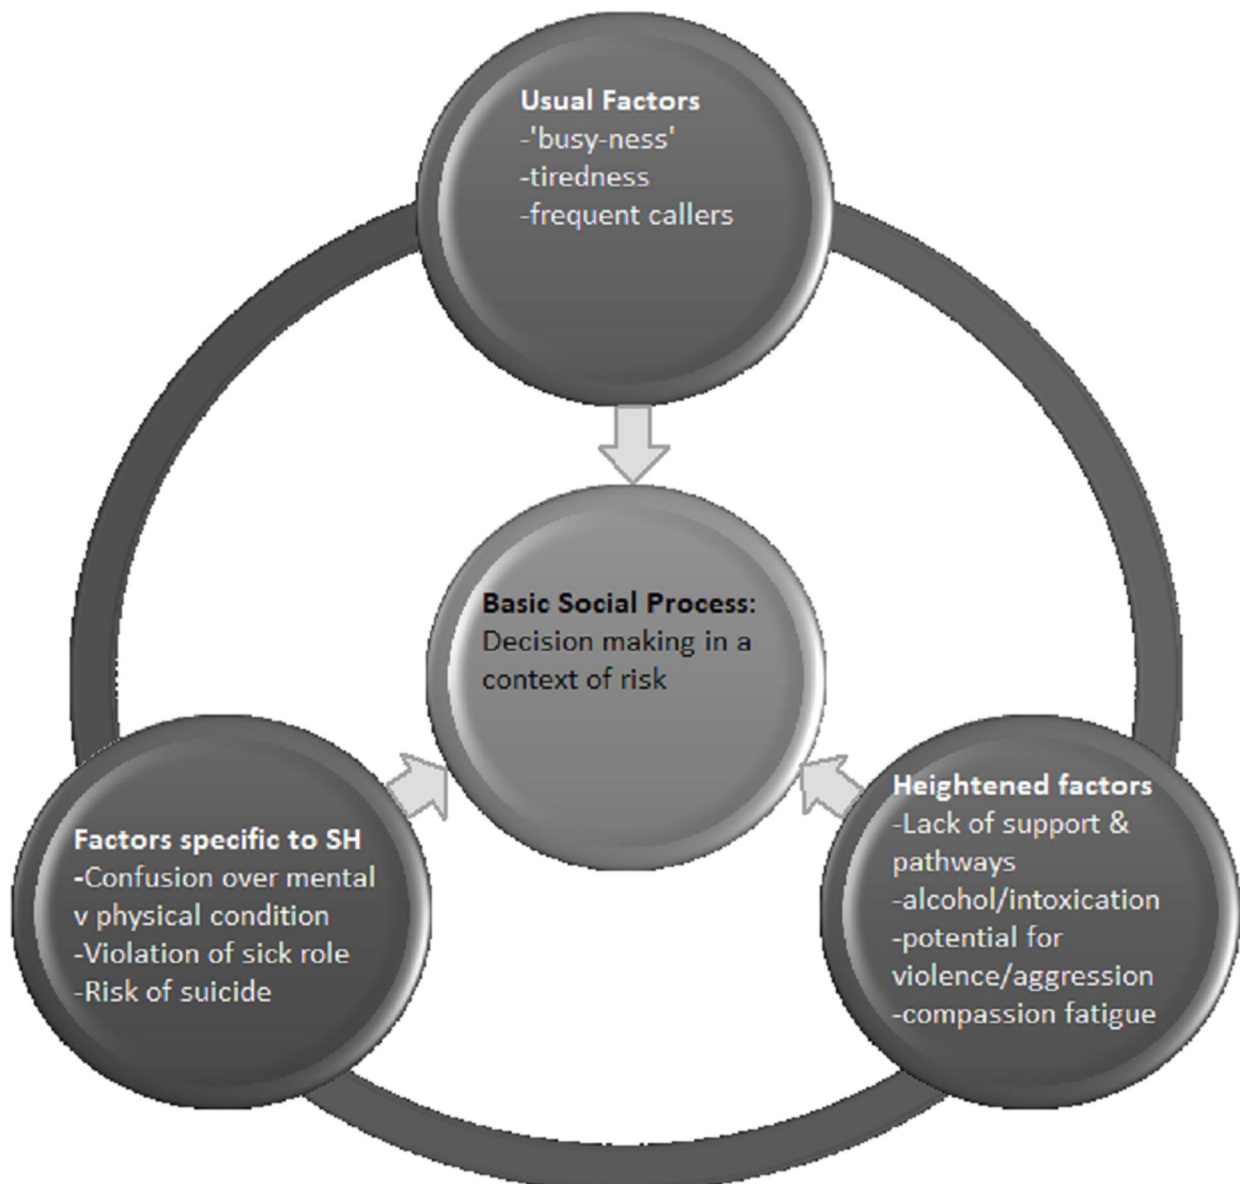 Usual Factors
-'busy-ness'
-tiredness
-frequent callers
Basic Social Process:
Decision making in a
context of risk
Factors specific to SH
-Confusion over mental
v physical condition
-Violation of sick role
-Risk of suicide
Heightened factors
-Lack of support &
pathways
-alcohol/intoxication
-potential for
violence/aggression
-compassion fatigue